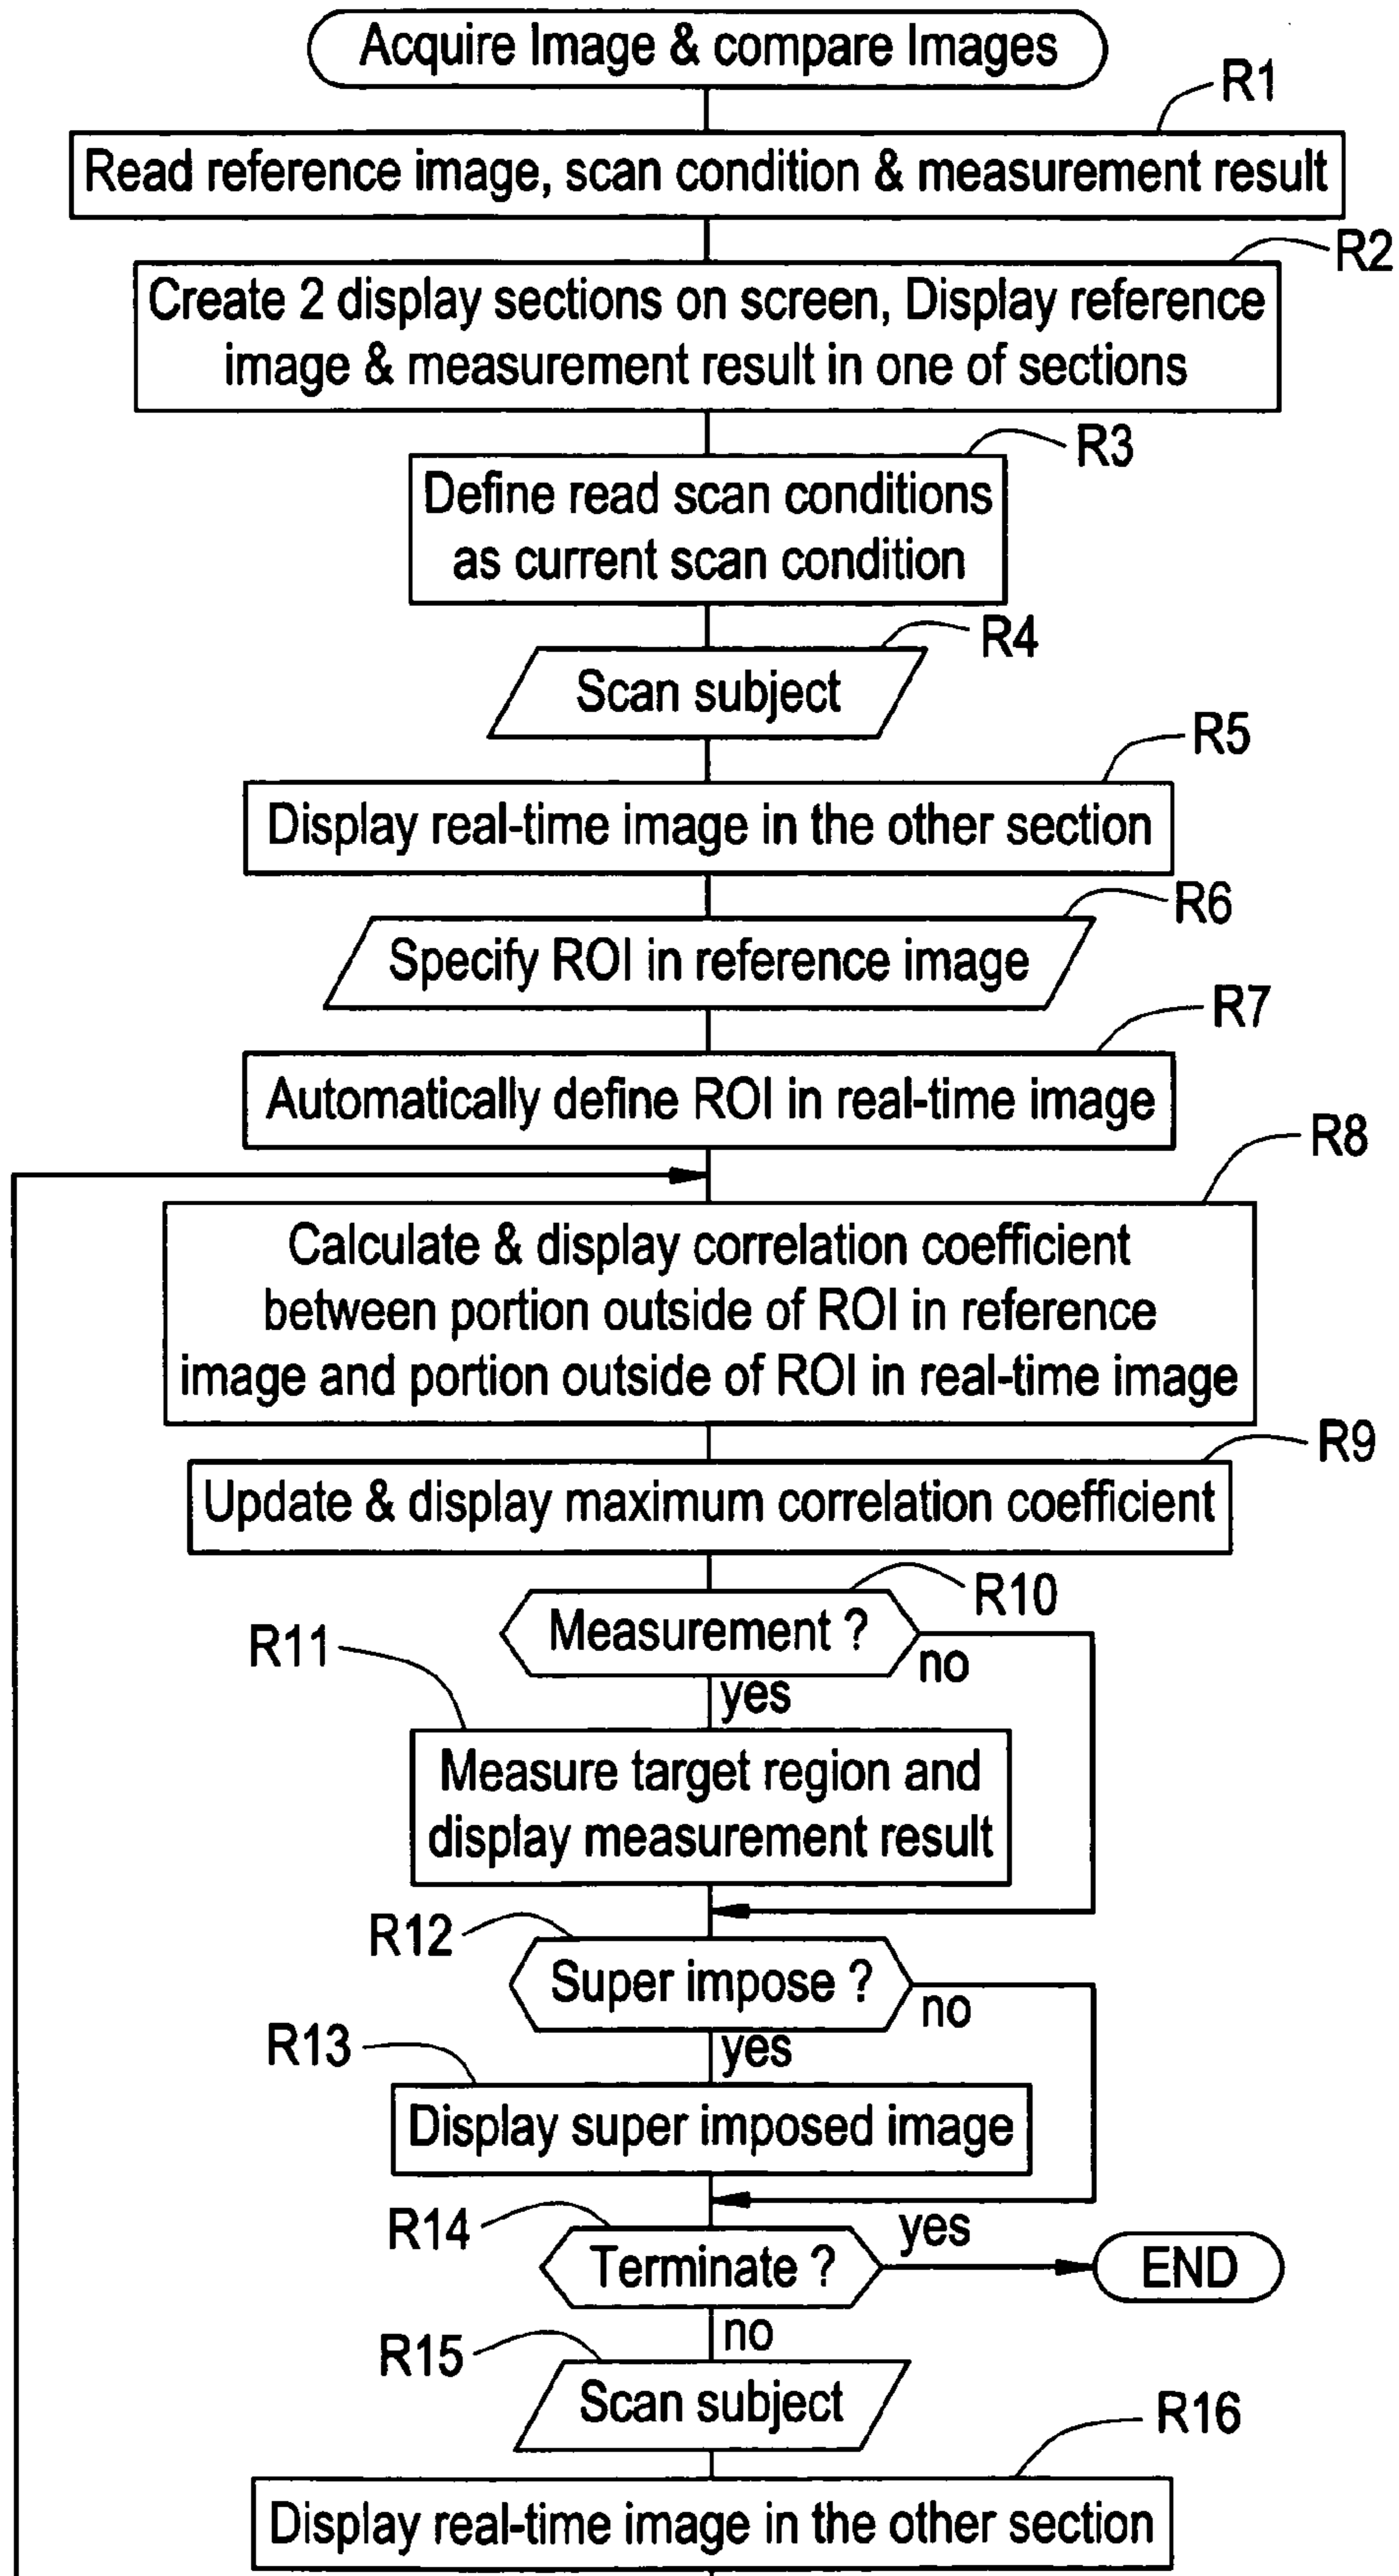 Acquire Image & compare Images
R1
Read reference image, scan condition & measurement result
R2
Create 2 display sections on screen, Display reference
image & measurement result in one of sections
R3
Define read scan conditions
as current scan condition
R4
Scan subject
R5
Display real-time image in the other section
R6
Specify ROI in reference image
R7
Automatically define ROI in real-time image
R8
Calculate & display correlation coefficient
between portion outside of ROI in reference
image and portion outside of ROI in real-time image
R9
Update & display maximum correlation coefficient
R10
Measurement ?
no
R11
yes
Measure target region and
display measurement result
R12
Super impose ?
no
R13
yes
Display super imposed image
R14
yes
Terminate ?
END
no
R15
Scan subject
R16
Display real-time image in the other section